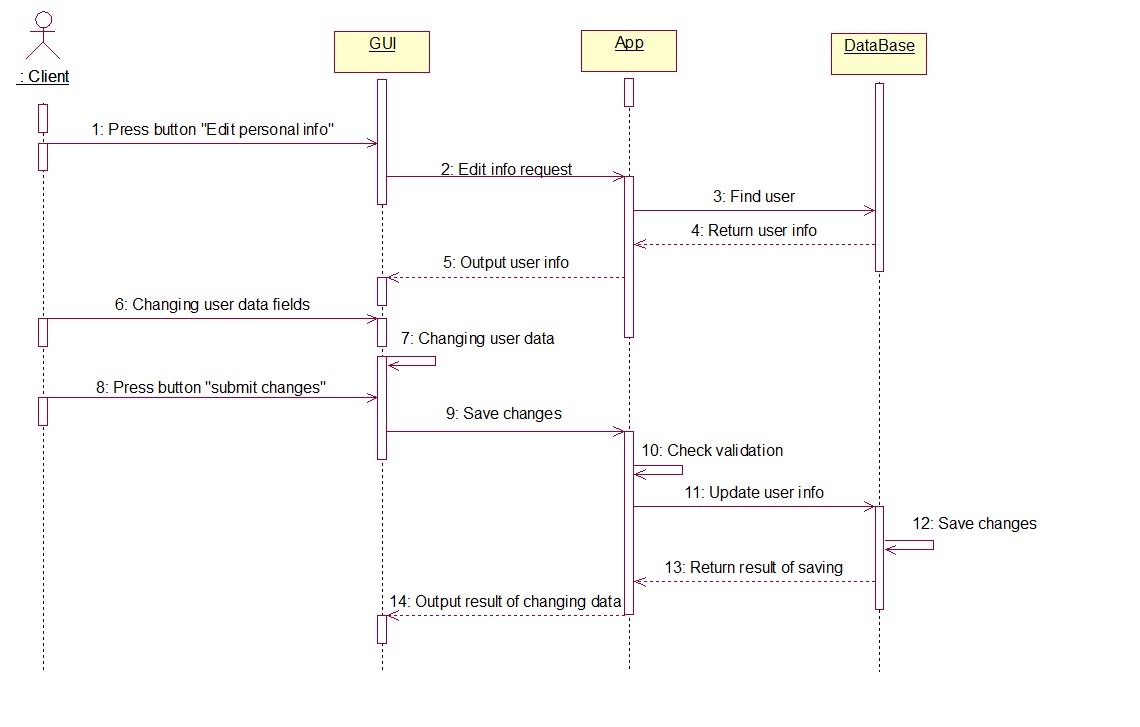 GUI
App
DataBase
: Client
1: Press button "Edit personal info"
2: Edit info request
3: Find user
4: Return user info
5: Output user info
6: Changing user data fields
7: Changing user data
8: Press button "submit changes"
9: Save changes
10: Check validation
11: Update user info
12: Save changes
13: Return result of saving
14: Output result of changing data